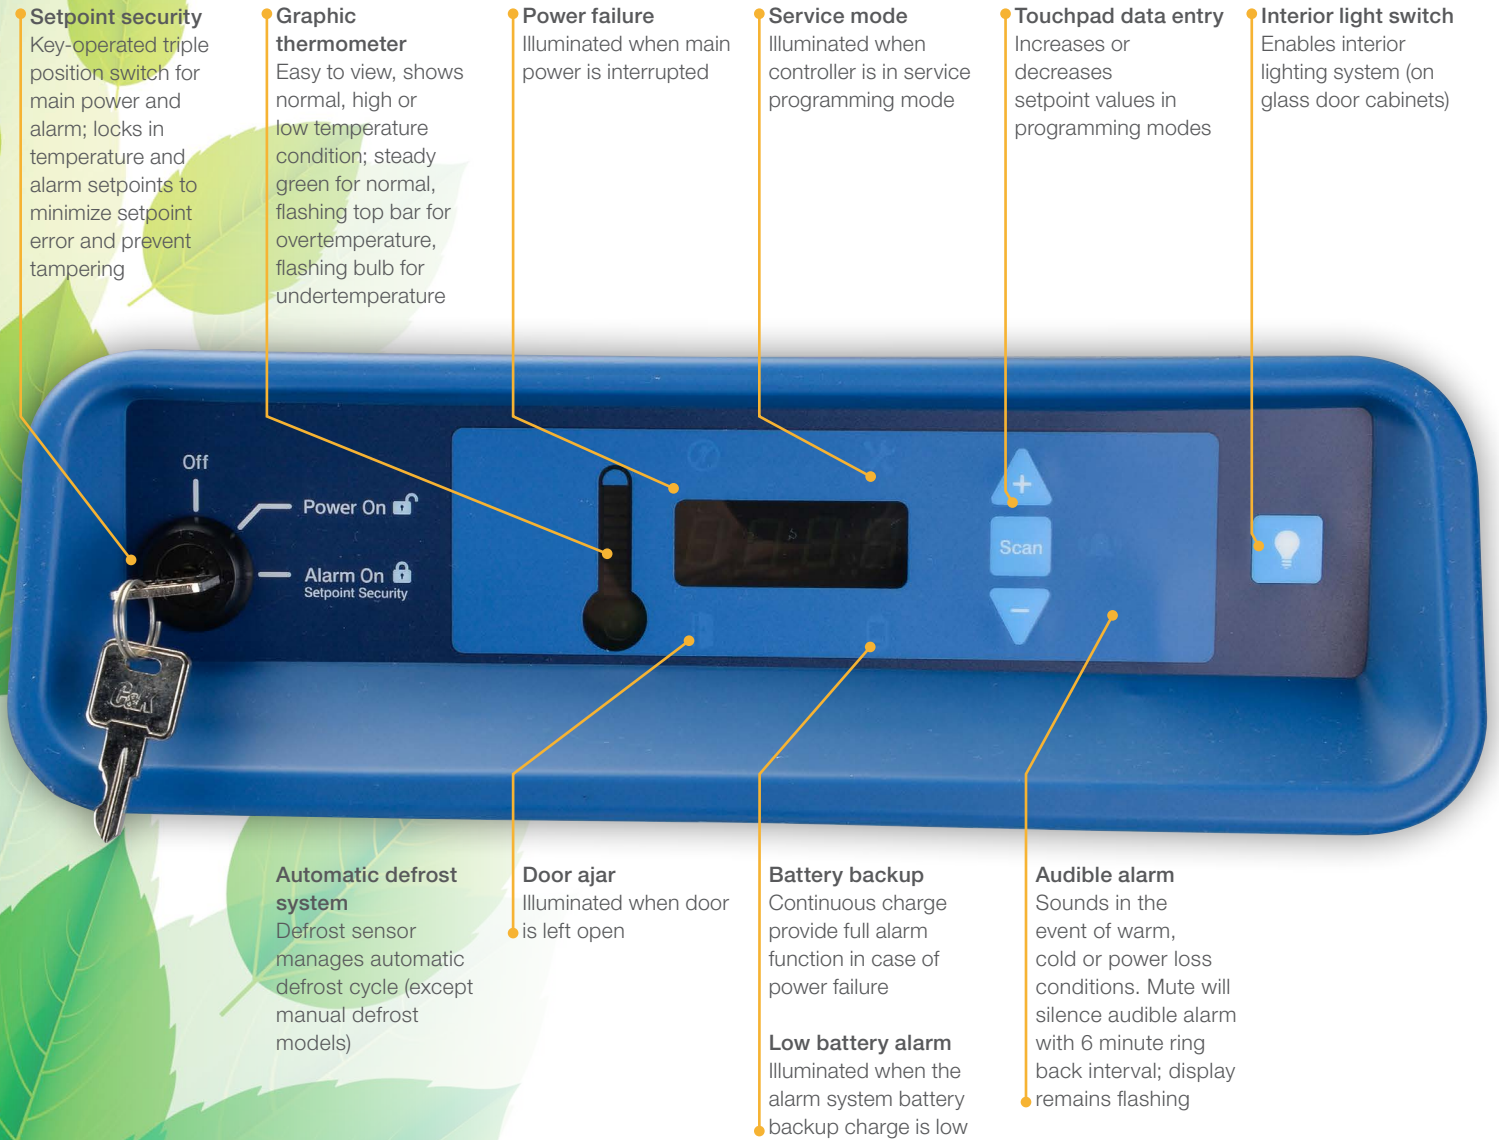 Setpoint security
Key-operated triple
position switch for
main power and
alarm; locks in
temperature and
alarm setpoints to
minimize setpoint
error and prevent
tampering
Graphic
thermometer
Easy to view, shows
normal, high or
low temperature
condition; steady
green for normal,
flashing top bar for
overtemperature,
flashing bulb for
undertemperature
Power failure
Illuminated when main
power is interrupted
Service mode
Illuminated when
controller is in service
programming mode
Touchpad data entry
Increases or
decreases
setpoint values in
programming modes
Interior light switch
Enables interior
lighting system (on
glass door cabinets)
Off
Power On
Alarm On
Setpoint Security
+
Scan
−
C&K
Automatic defrost
system
Defrost sensor
manages automatic
defrost cycle (except
manual defrost
models)
Door ajar
Illuminated when door
is left open
Battery backup
Continuous charge
provide full alarm
function in case of
power failure
Low battery alarm
Illuminated when the
alarm system battery
backup charge is low
Audible alarm
Sounds in the
event of warm,
cold or power loss
conditions. Mute will
silence audible alarm
with 6 minute ring
back interval; display
remains flashing